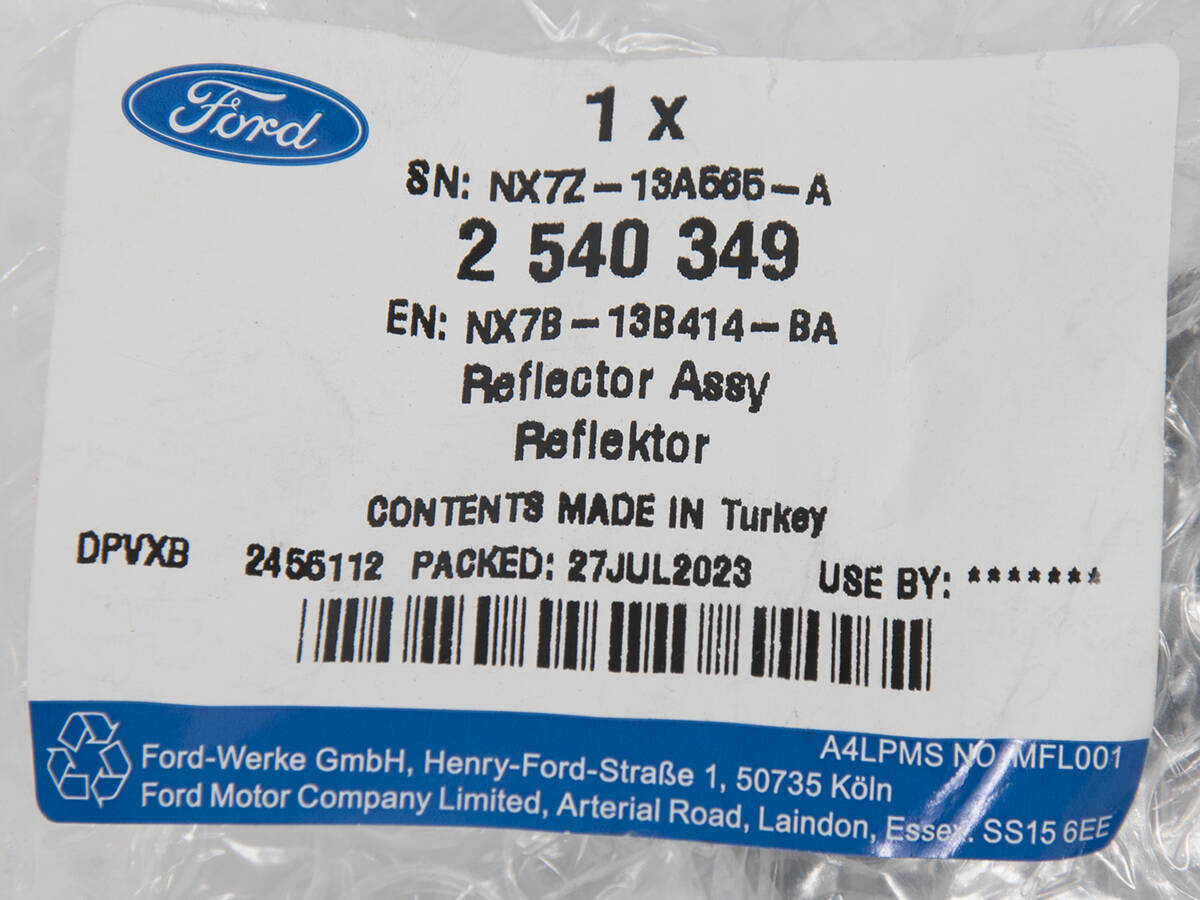 Ford
1 x
SN: NX7Z-13A565-A
2 540 349
EN: NX7B-13B414-BA
Reflector Assy
Reflektor
CONTENTS MADE IN Turkey
DPVXB 2456112 PACKED: 27JUL2023 USE BY: *******
A4LPMS NO MFL001
Ford-Werke GmbH, Henry-Ford-Straße 1, 50735 Köln
Ford Motor Company Limited, Arterial Road, Laindon, Essex. SS15 6EE